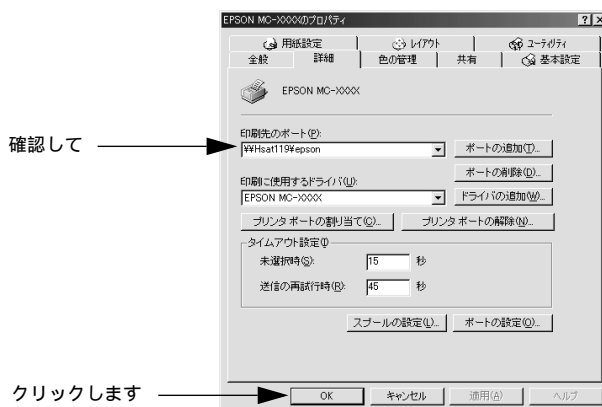 EPSON MC-XXXXのプロパティ
? ×
用紙設定 レイアウト ユーティリティ
全般 詳細 色の管理 共有 基本設定
EPSON MC-XXXX
印刷先のポート(P):
確認して
¥¥Hsat119¥epson ポートの追加(T)...
ポートの削除(D)...
印刷に使用するドライバ(U):
EPSON MC-XXXX ドライバの追加(W)...
プリンタ ポートの割り当て(C)... プリンタ ポートの解除(N)...
タイムアウト設定
未選択時(S): 15 秒
送信の再試行時(R): 45 秒
スプールの設定(L)... ポートの設定(O)...
クリックします
OK キャンセル 適用(A) ヘルプ